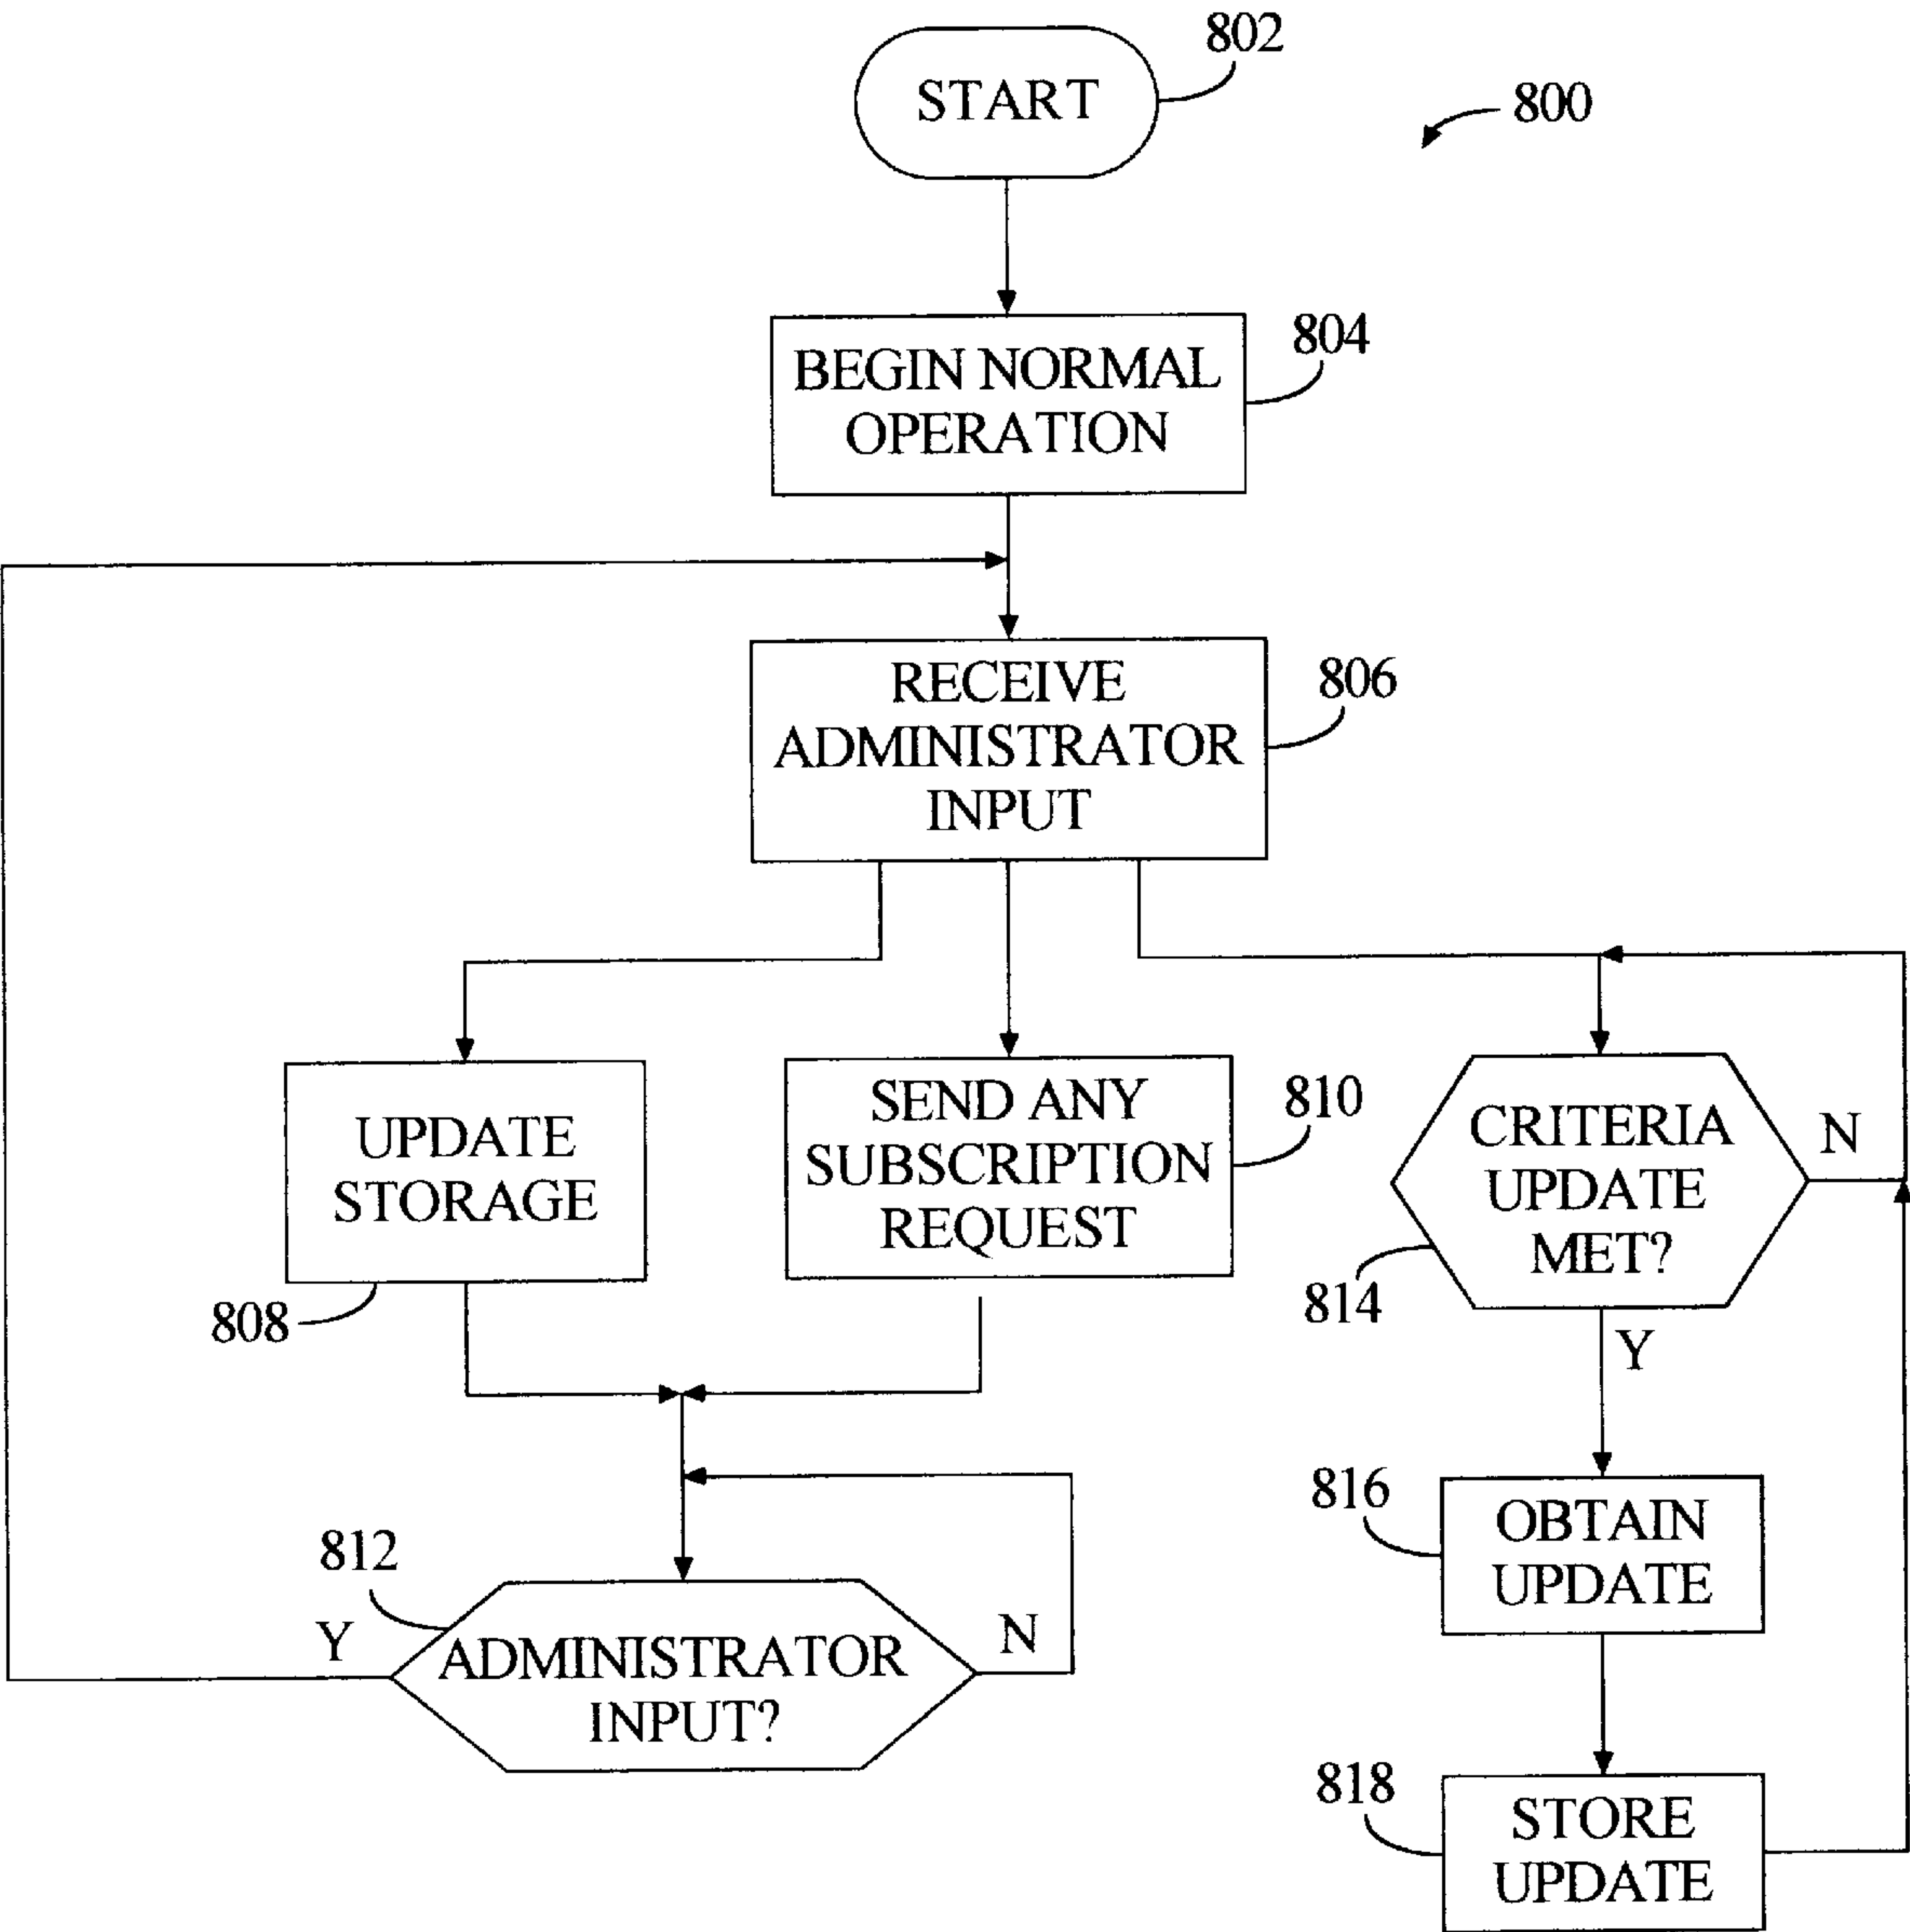 802
START
800
804
BEGIN NORMAL
OPERATION
806
RECEIVE
ADMINISTRATOR
INPUT
UPDATE
STORAGE
808
SEND ANY
SUBSCRIPTION
REQUEST
810
CRITERIA
UPDATE
MET?
N
814
Y
812
Y
ADMINISTRATOR
INPUT?
N
816
OBTAIN
UPDATE
818
STORE
UPDATE